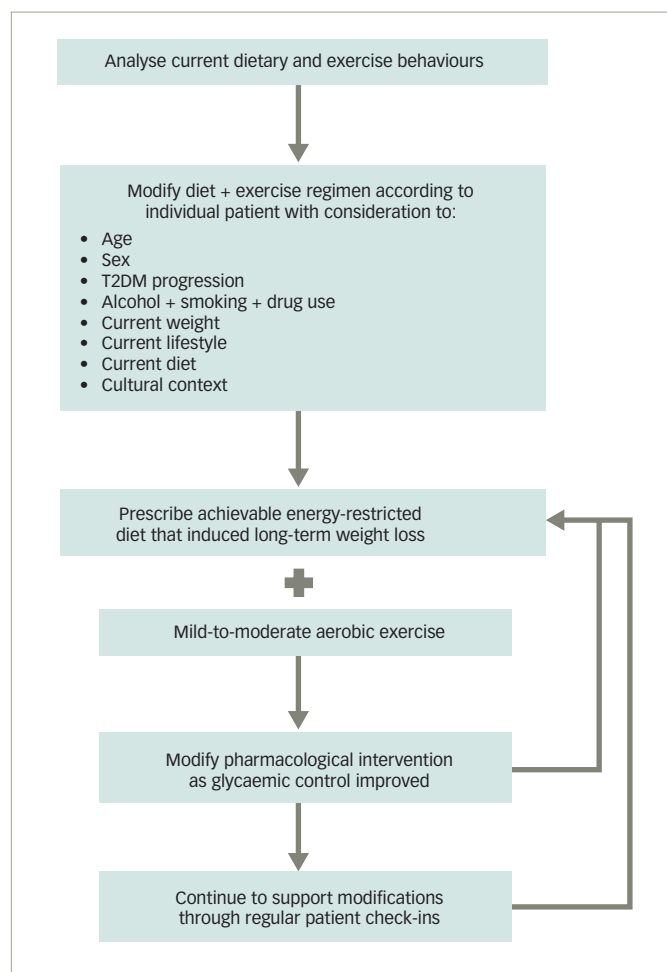 Analyse current dietary and exercise behaviours
Modify diet + exercise regimen according to
individual patient with consideration to:
• Age
• Sex
• T2DM progression
• Alcohol + smoking + drug use
• Current weight
• Current lifestyle
• Current diet
• Cultural context
Prescribe achievable energy-restricted
diet that induced long-term weight loss
Mild-to-moderate aerobic exercise
Modify pharmacological intervention
as glycaemic control improved
Continue to support modifications
through regular patient check-ins